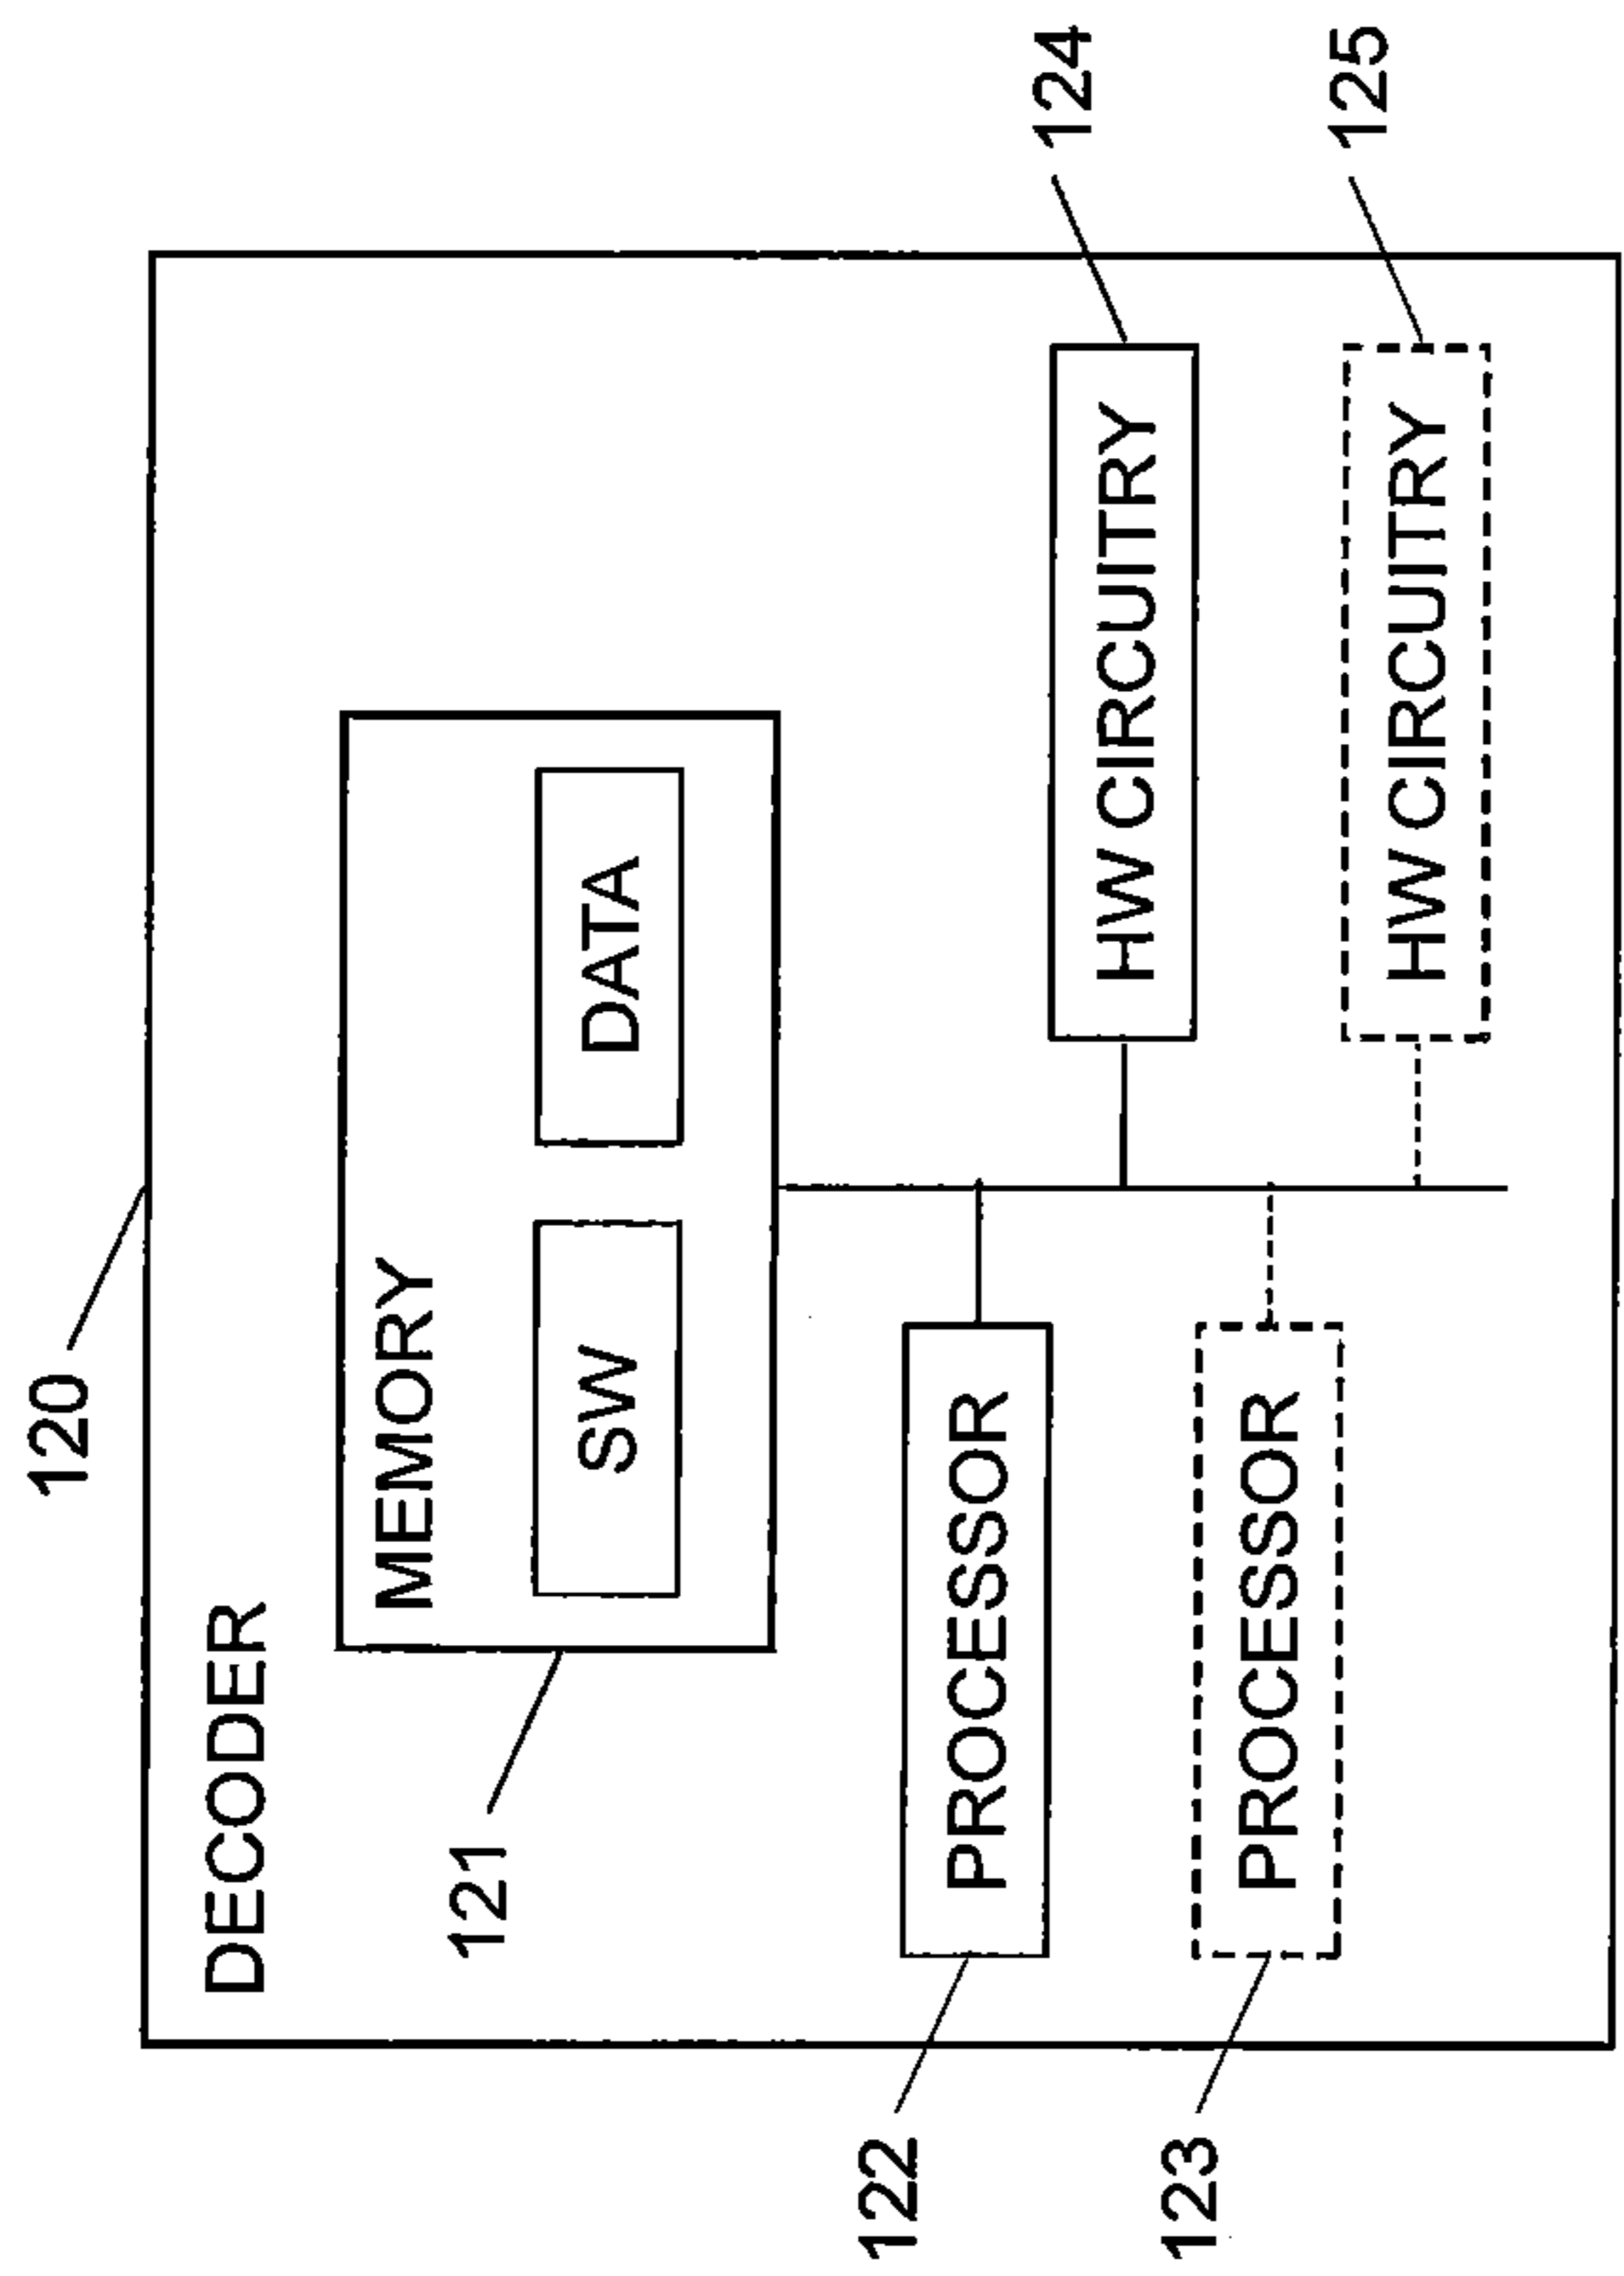 120
DECODER
121
MEMORY
SW
DATA
122
PROCESSOR
HW CIRCUITRY
124
123
PROCESSOR
HW CIRCUITRY
125